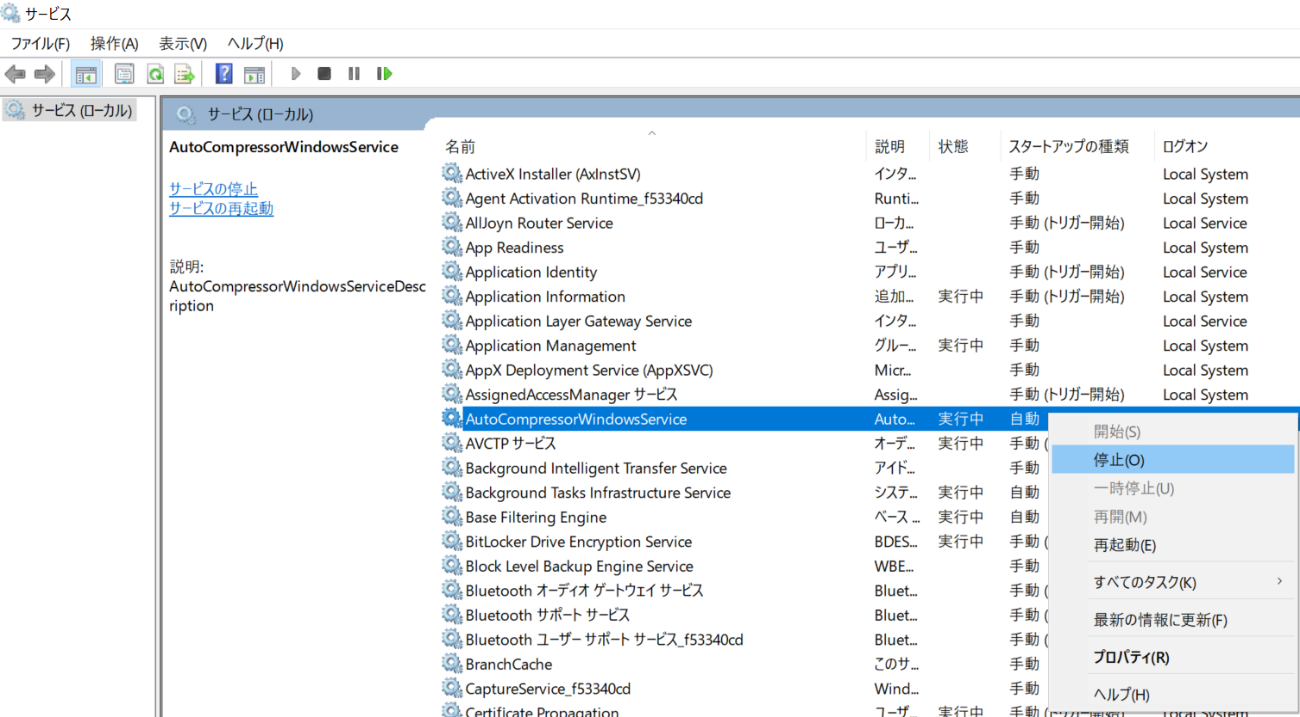 サービス
ファイル(F) 操作(A) 表示(V) ヘルプ(H)
サービス (ローカル)
サービス (ローカル)
AutoCompressorWindowsService
サービスの停止
サービスの再起動
説明:
AutoCompressorWindowsServiceDesc
ription
名前 説明 状態 スタートアップの種類 ログオン
ActiveX Installer (AxInstSV) インタ... 手動 Local System
Agent Activation Runtime_f53340cd Runti... 手動 Local System
AllJoyn Router Service ローカ... 手動 (トリガー開始) Local Service
App Readiness ユーザ... 手動 Local System
Application Identity アプリ... 手動 (トリガー開始) Local Service
Application Information 追加... 実行中 手動 (トリガー開始) Local System
Application Layer Gateway Service インタ... 手動 Local Service
Application Management グルー... 実行中 手動 Local System
AppX Deployment Service (AppXSVC) Micr... 手動 Local System
AssignedAccessManager サービス Assig... 手動 (トリガー開始) Local System
AutoCompressorWindowsService Auto... 実行中 自動
AVCTP サービス オーデ... 実行中 手動 (
Background Intelligent Transfer Service アイド... 手動
Background Tasks Infrastructure Service システ... 実行中 自動
Base Filtering Engine ベース ... 実行中 自動
BitLocker Drive Encryption Service BDES... 実行中 手動 (
Block Level Backup Engine Service WBE... 手動
Bluetooth オーディオ ゲートウェイ サービス Bluet... 手動 (
Bluetooth サポート サービス Bluet... 手動 (
Bluetooth ユーザー サポート サービス_f53340cd Bluet... 手動 (
BranchCache このサ... 手動
CaptureService_f53340cd Wind... 手動
Certificate Propagation ユーザ... 実行中 手動 (トリガー開始) Local System
開始(S)
停止(O)
一時停止(U)
再開(M)
再起動(E)
すべてのタスク(K)
最新の情報に更新(F)
プロパティ(R)
ヘルプ(H)